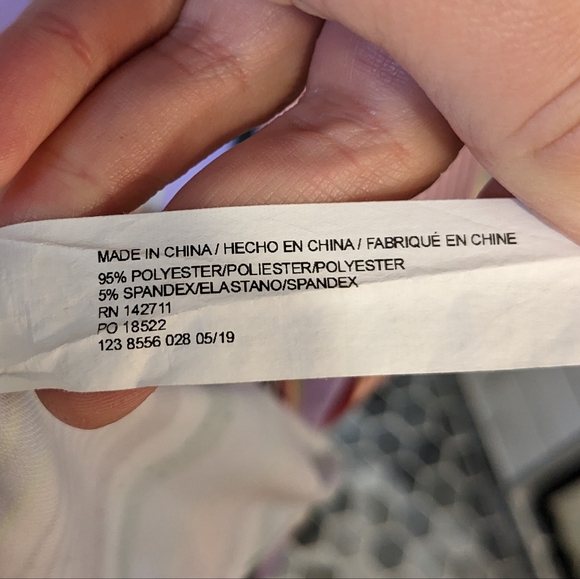 MADE IN CHINA / HECHO EN CHINA / FABRIQUÉ EN CHINE
95% POLYESTER/POLIESTER/POLYESTER
5% SPANDEX/ELASTANO/SPANDEX
RN 142711
PO 18522
123 8556 028 05/19